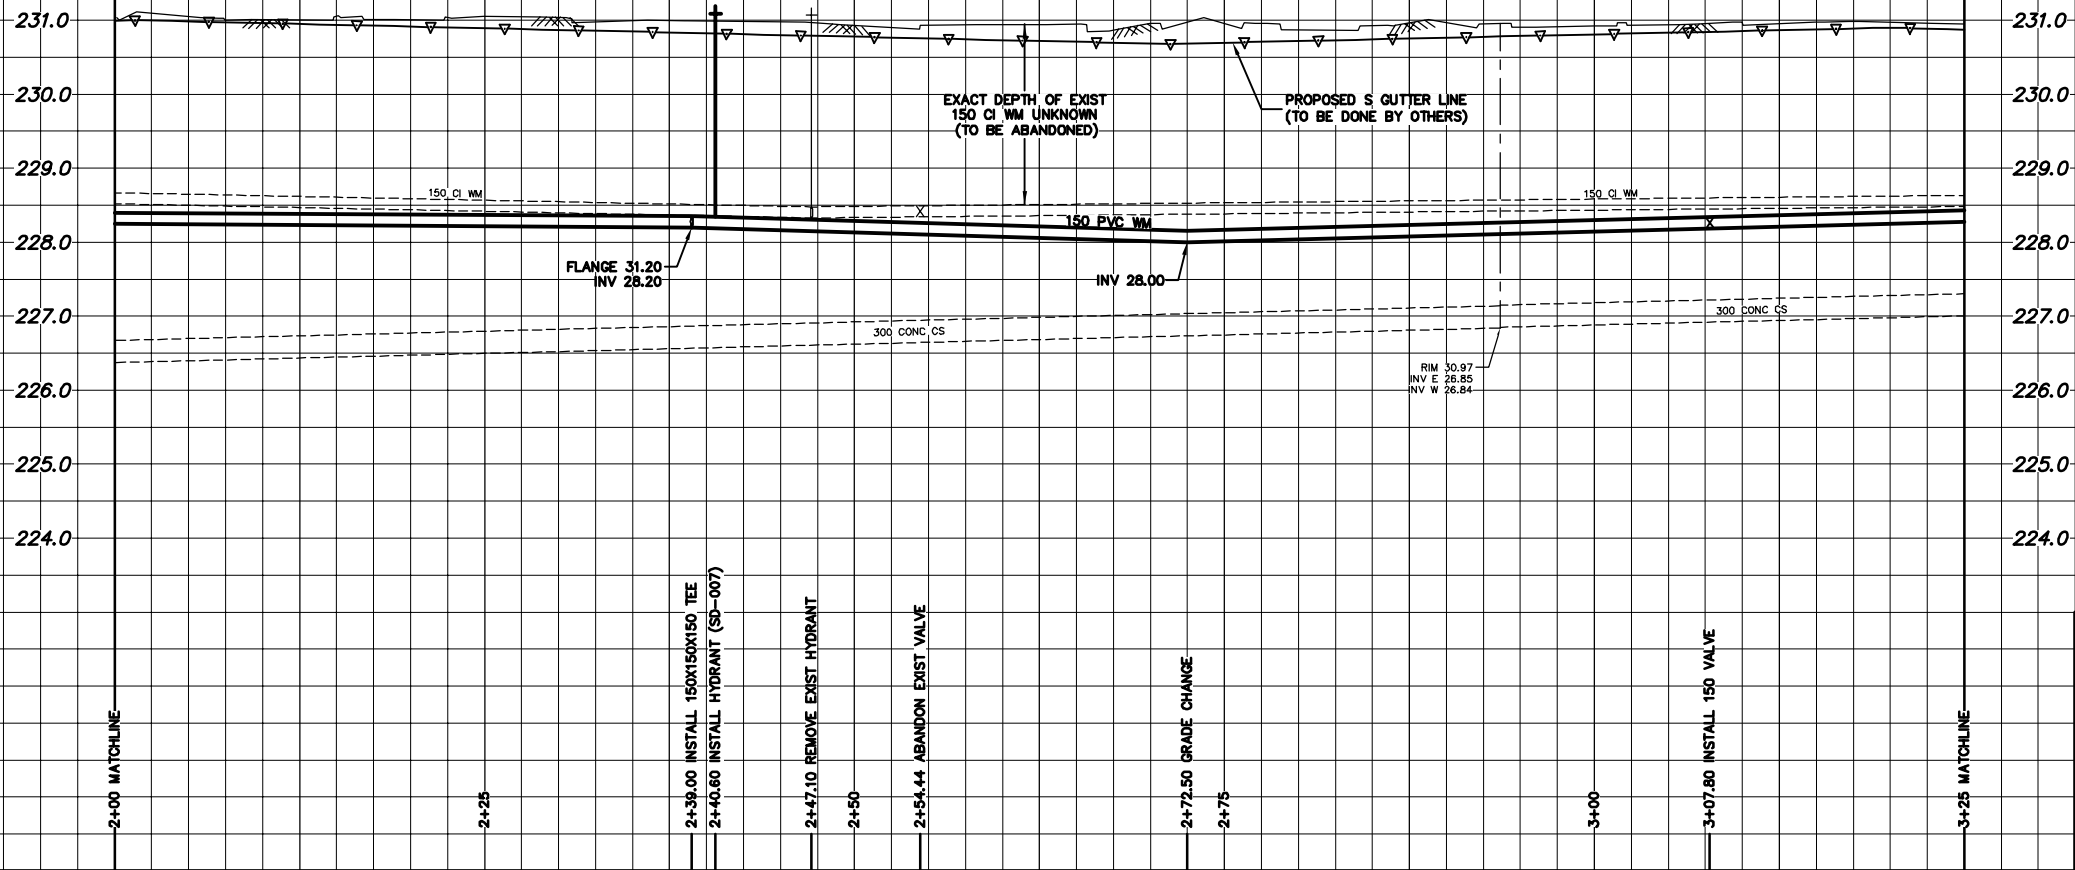 231.0
231.0
230.0
230.0
EXACT DEPTH OF EXIST
150 CI WM UNKNOWN
(TO BE ABANDONED)
PROPOSED S GUTTER LINE
(TO BE DONE BY OTHERS)
229.0
229.0
150 CI WM
150 CI WM
150 PVC WM
228.0
228.0
FLANGE 31.20
INV 28.20
INV 28.00
227.0
227.0
300 CONC CS
300 CONC CS
RIM 30.97
INV E 26.85
INV W 26.84
226.0
226.0
225.0
225.0
224.0
224.0
2+00 MATCHLINE
2+25
2+39.00 INSTALL 150X150X150 TEE
2+40.60 INSTALL HYDRANT (SD-007)
2+47.10 REMOVE EXIST HYDRANT
2+50
2+54.44 ABANDON EXIST VALVE
2+72.50 GRADE CHANGE
2+75
3+00
3+07.80 INSTALL 150 VALVE
3+25 MATCHLINE